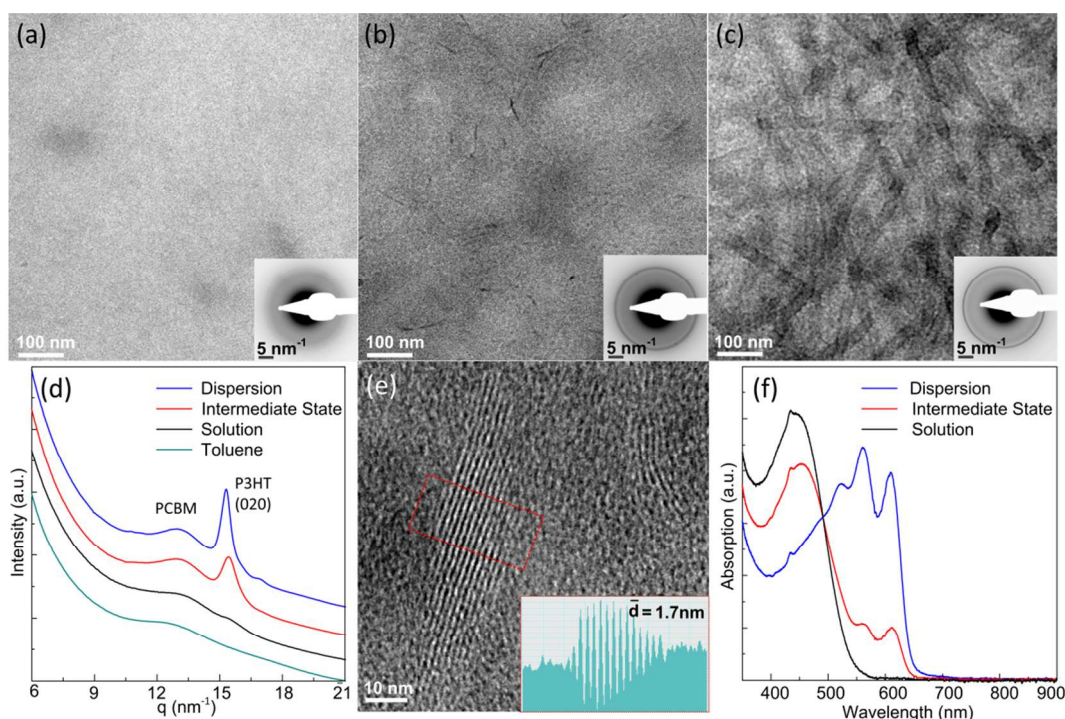 (a)
100 nm
5 nm-1
(b)
100 nm
5 nm-1
(c)
100 nm
5 nm-1
(d)
Dispersion
Intermediate State
Solution
Toluene
PCBM
P3HT
(020)
Intensity (a.u.)
6 9 12 15 18 21
q (nm-1)
(e)
10 nm
d̄ = 1.7nm
(f)
Dispersion
Intermediate State
Solution
Absorption (a.u.)
400 500 600 700 800 900
Wavelength (nm)